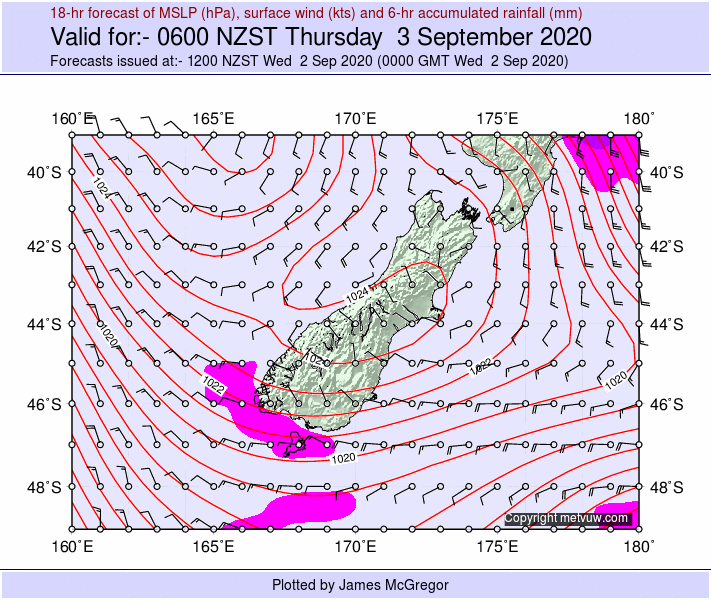 18-hr forecast of MSLP (hPa), surface wind (kts) and 6-hr accumulated rainfall (mm)
Valid for:- 0600 NZST Thursday  3 September 2020
Forecasts issued at:- 1200 NZST Wed  2 Sep 2020 (0000 GMT Wed  2 Sep 2020)
160°E 165°E 170°E 175°E 180°
40°S 40°S
1024
42°S 42°S
1024
44°S 44°S
1020
1022 1022 1020
46°S 46°S
1020
48°S 48°S
Copyright metvuw.com
160°E 165°E 170°E 175°E 180°
Plotted by James McGregor